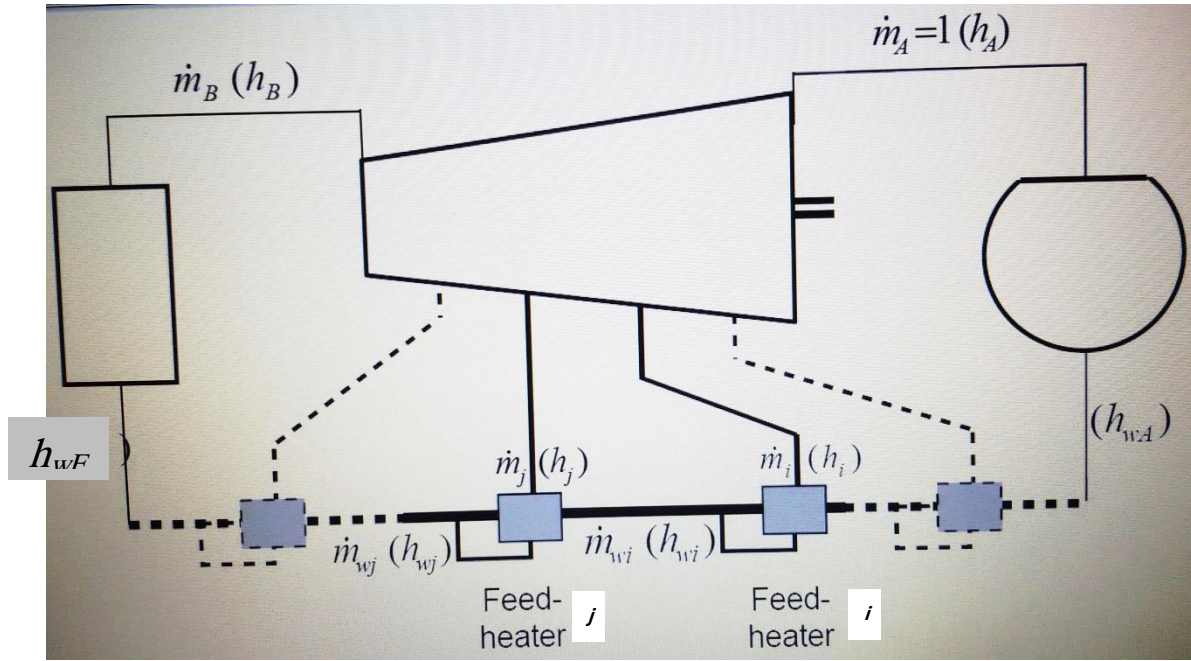 ṁ_A=1 (h_A)
ṁ_B (h_B)
(h_wA)
h_wF
)
ṁ_j (h_j)
ṁ_i (h_i)
ṁ_wj (h_wj)
ṁ_wi (h_wi)
Feed-
heater j
Feed-
heater i